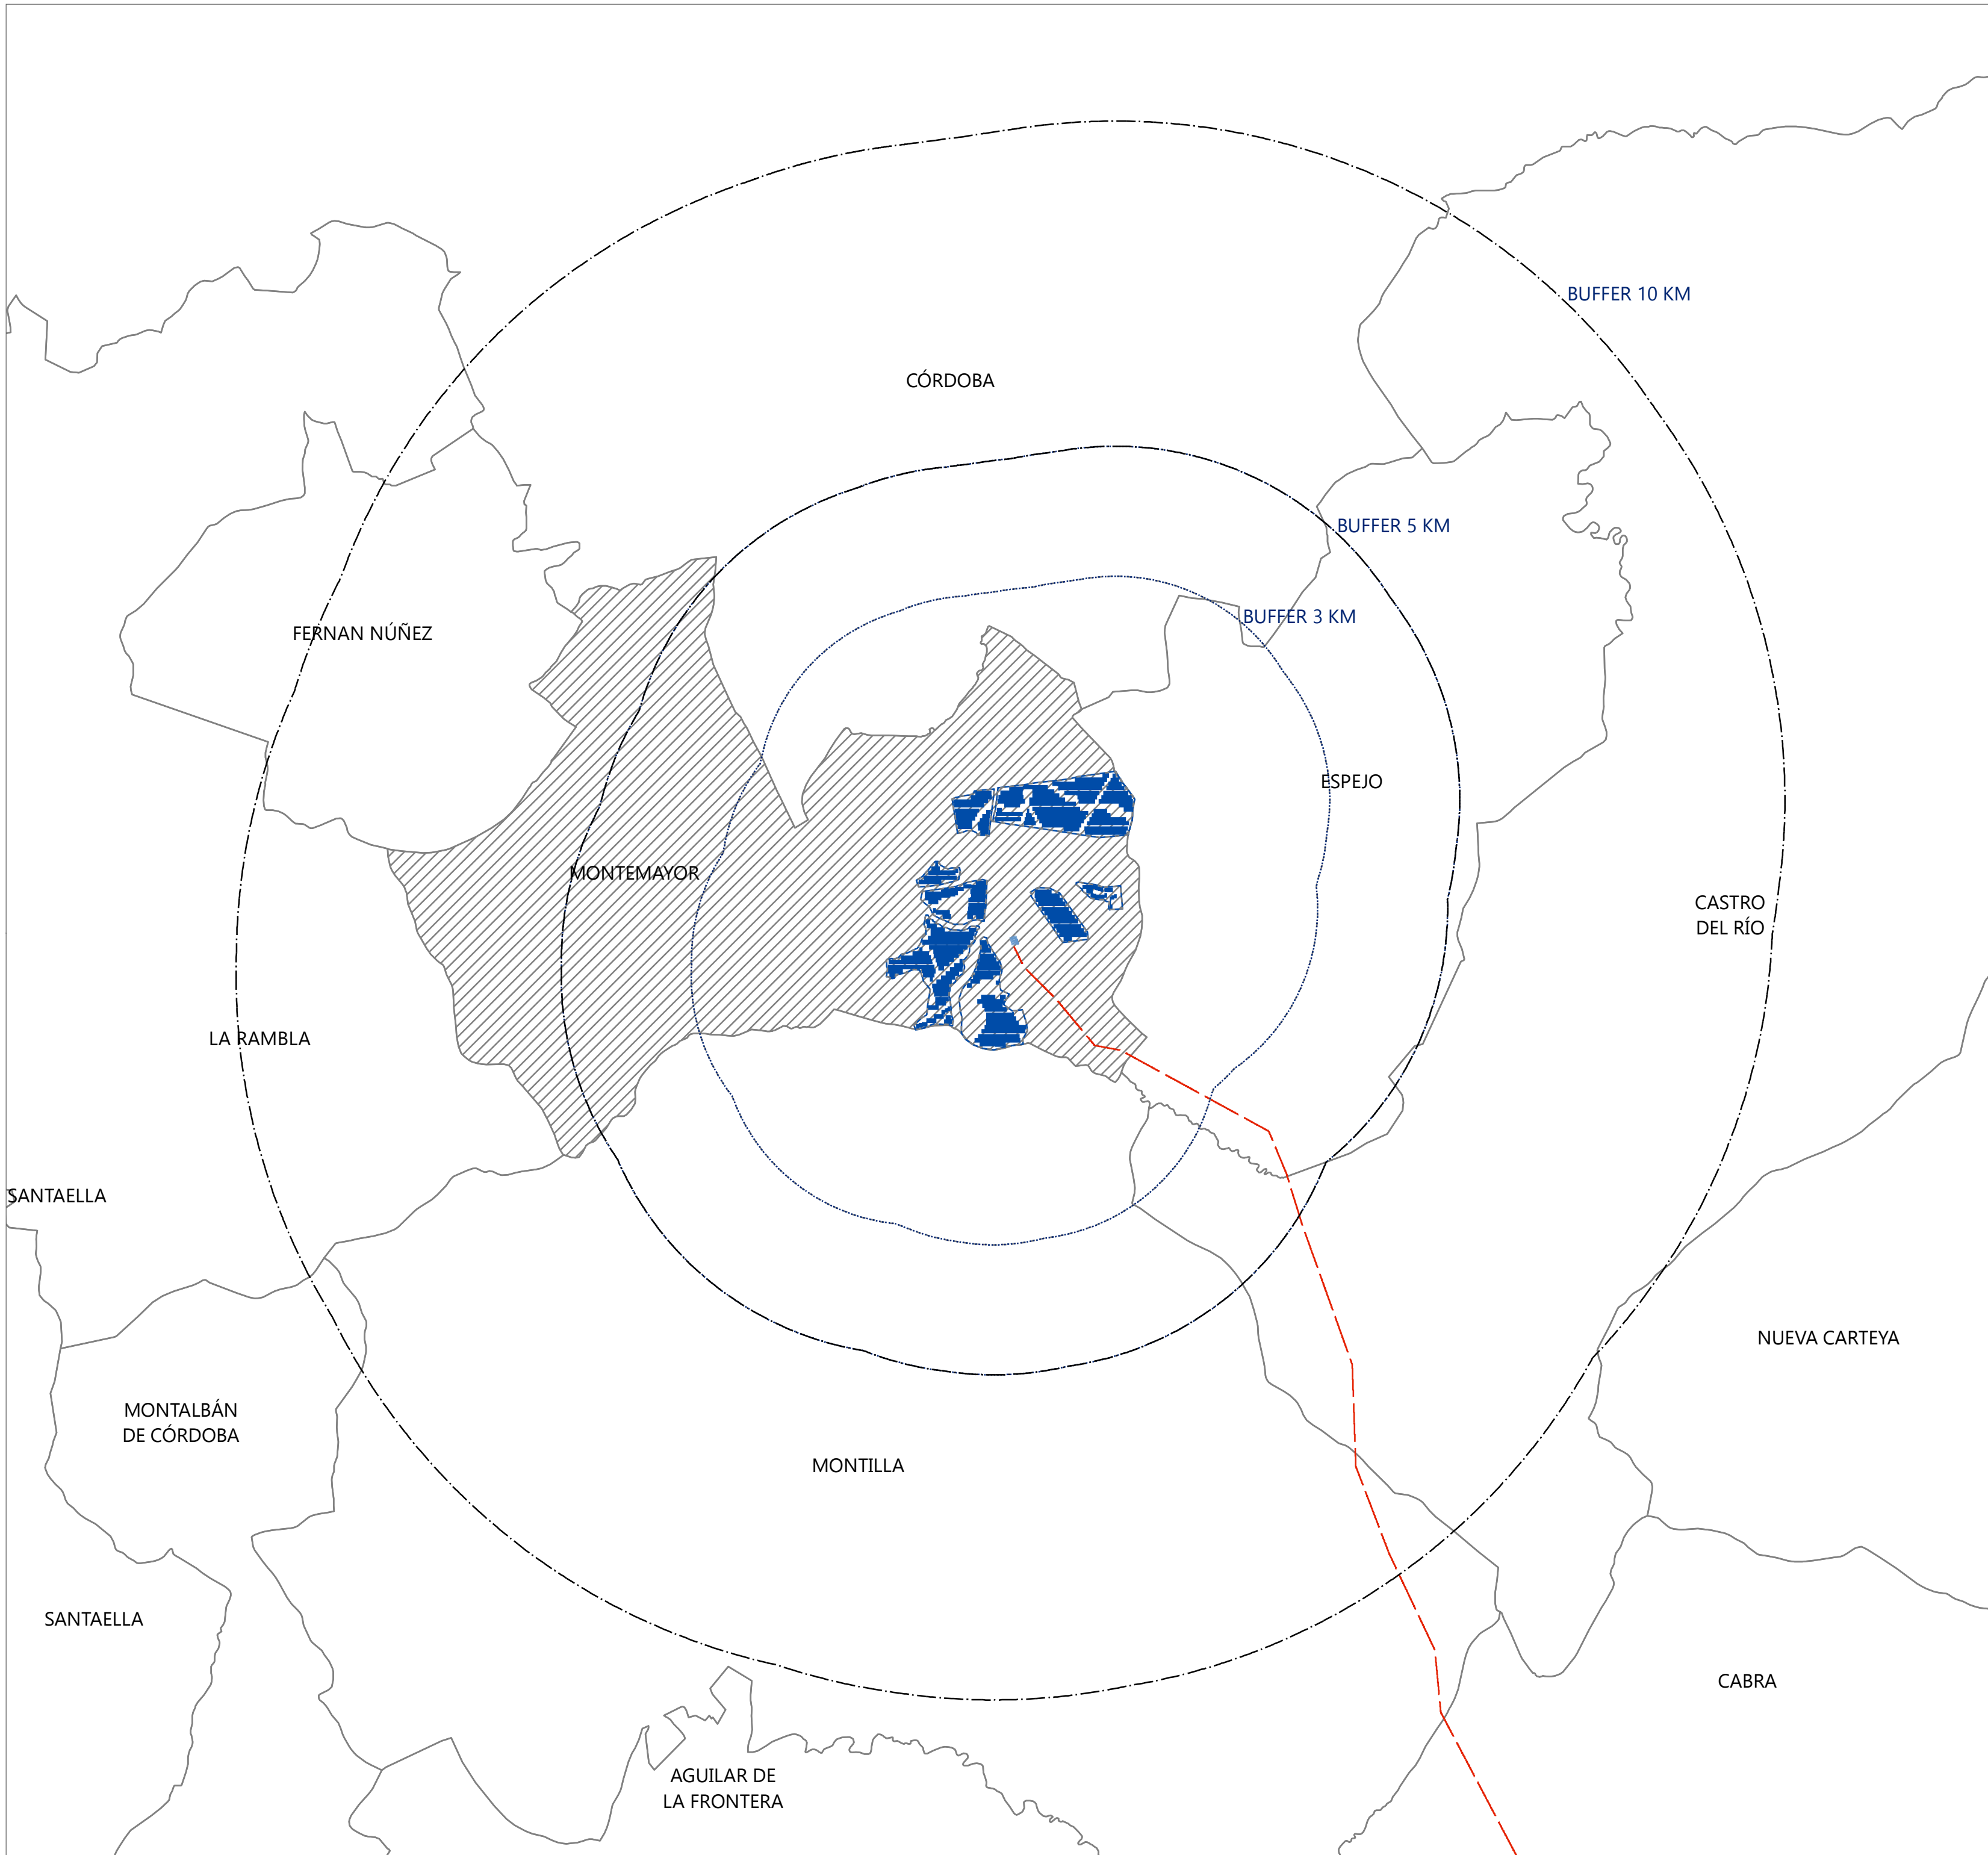 BUFFER 10 KM
CÓRDOBA
BUFFER 5 KM
BUFFER 3 KM
FERNAN NÚÑEZ
ESPEJO
MONTEMAYOR
CASTRO
DEL RÍO
LA RAMBLA
SANTAELLA
NUEVA CARTEYA
MONTALBÁN
DE CÓRDOBA
MONTILLA
SANTAELLA
CABRA
AGUILAR DE
LA FRONTERA